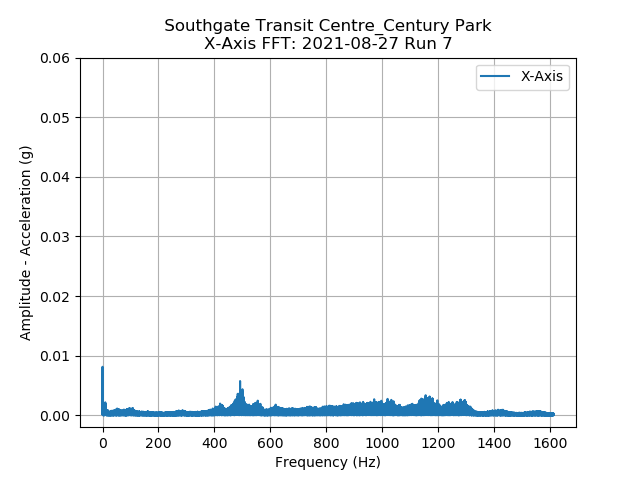 Southgate Transit Centre_Century Park
X-Axis FFT: 2021-08-27 Run 7
X-Axis
0.06
0.05
0.04
0.03
0.02
0.01
0.00
Amplitude - Acceleration (g)
0 200 400 600 800 1000 1200 1400 1600
Frequency (Hz)